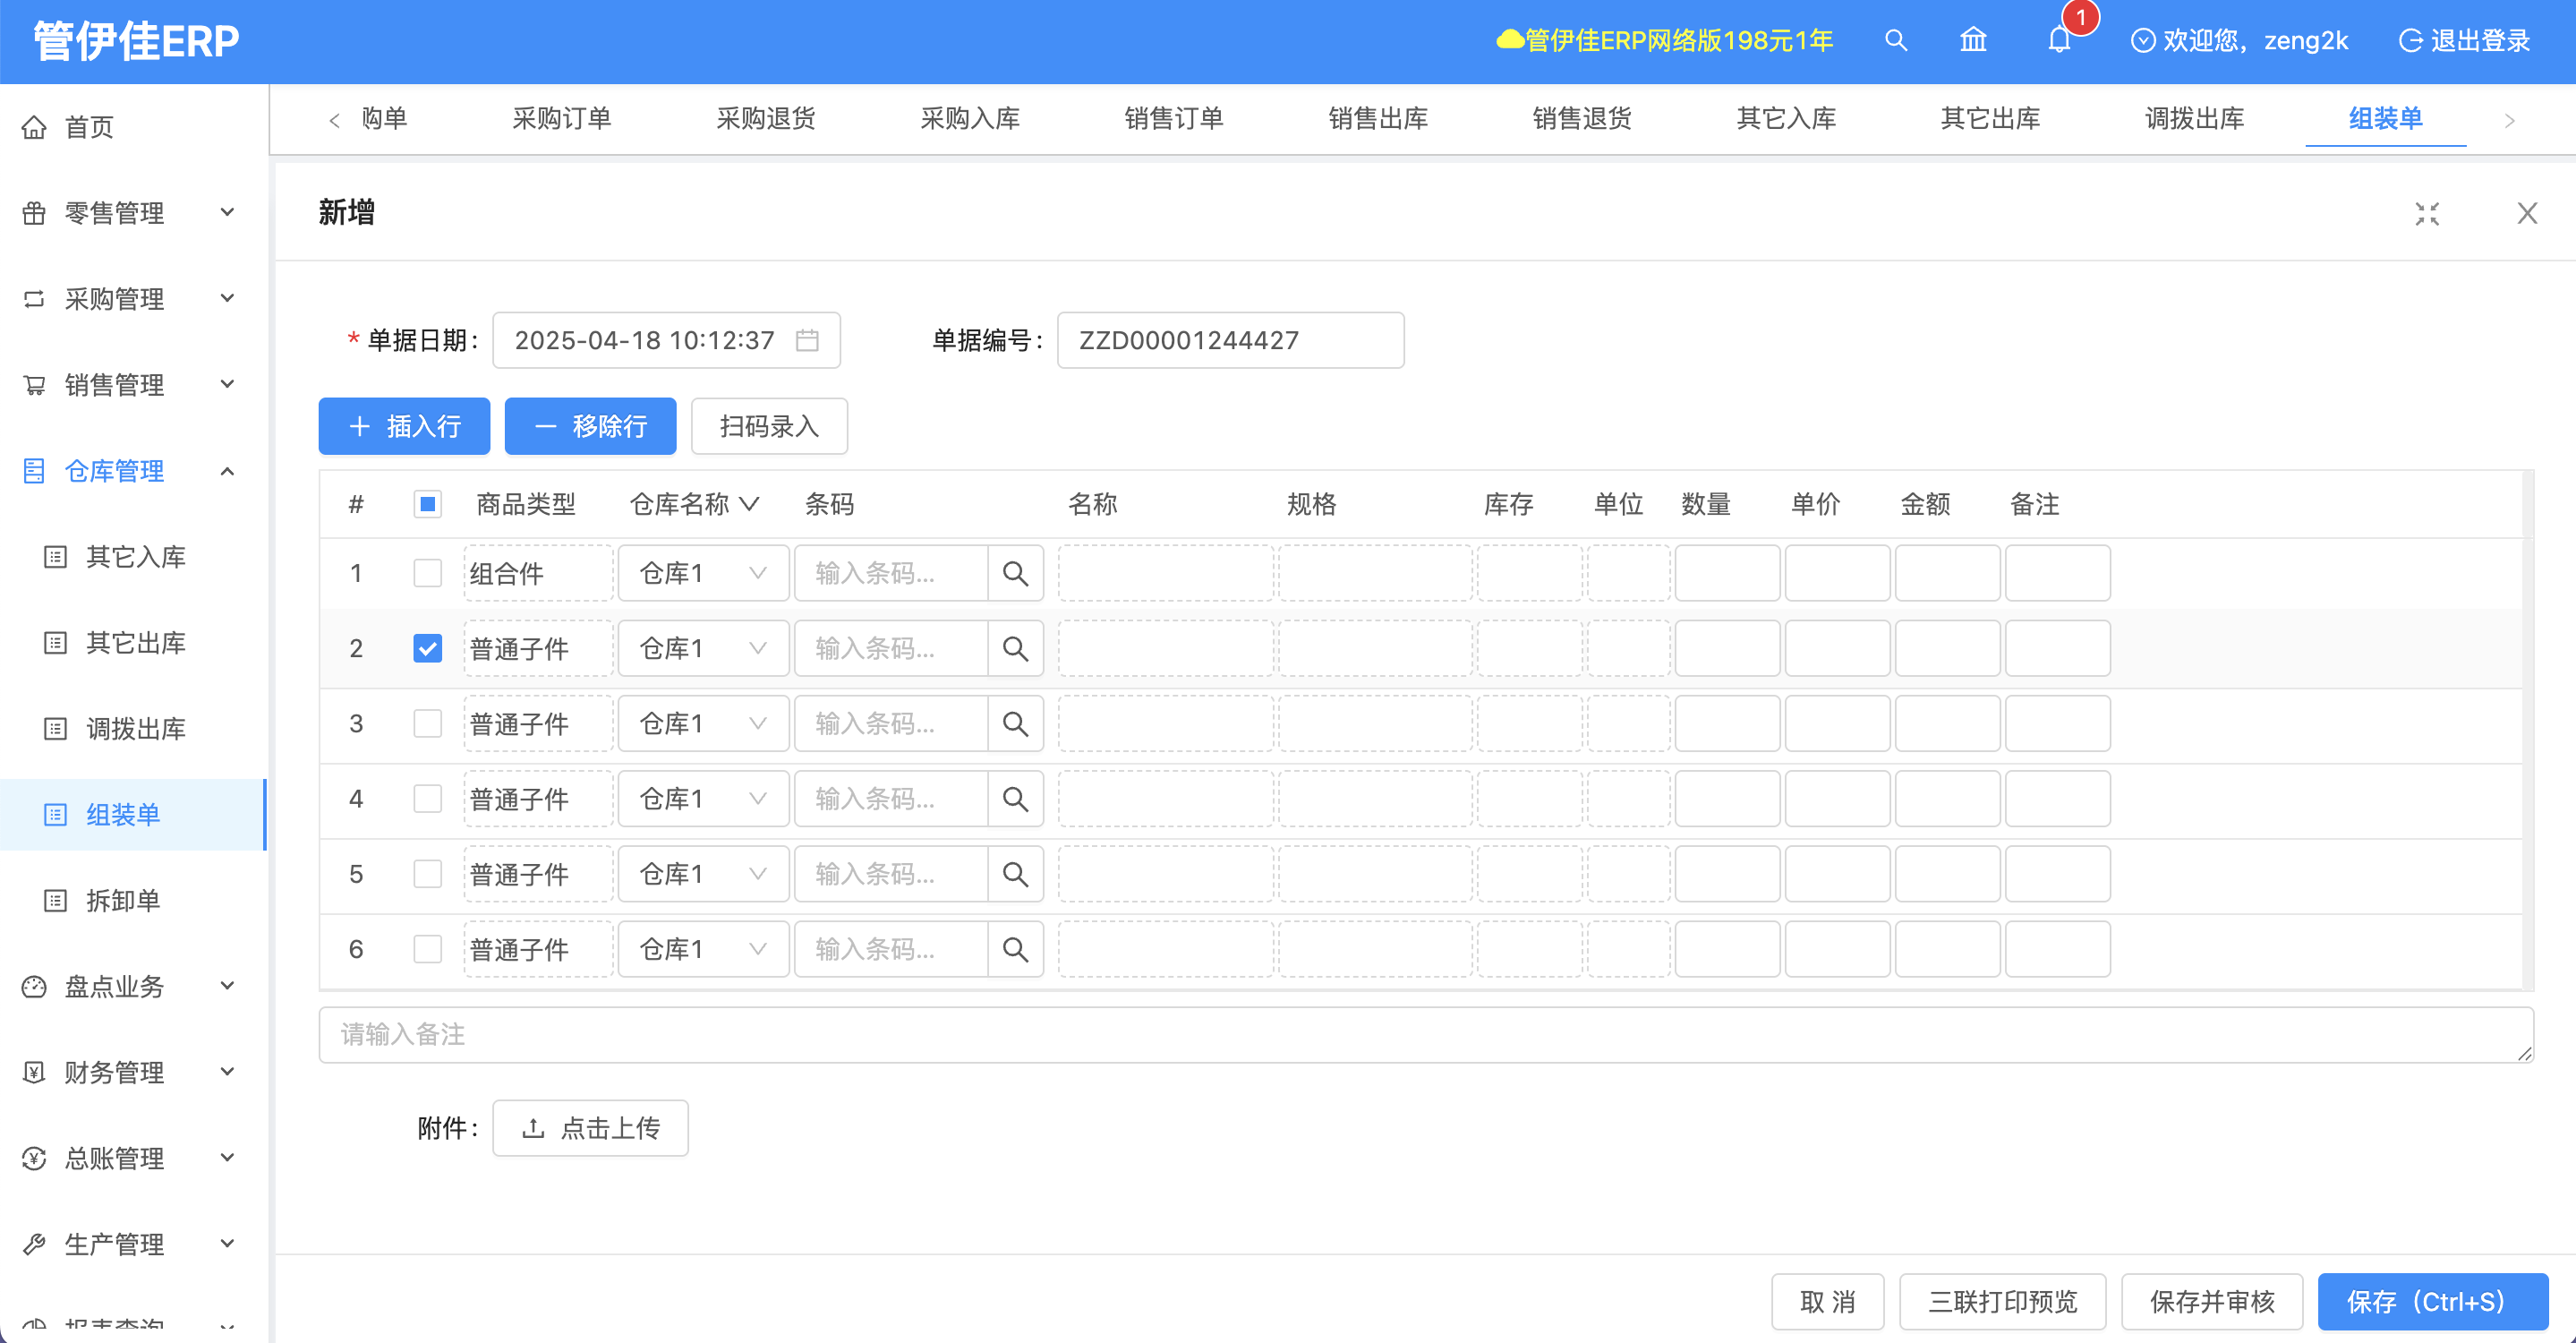 管伊佳ERP
管伊佳ERP网络版198元1年
1
欢迎您，zeng2k
退出登录
首页
零售管理
采购管理
销售管理
仓库管理
其它入库
其它出库
调拨出库
组装单
拆卸单
盘点业务
财务管理
总账管理
生产管理
报表查询
购单 采购订单 采购退货 采购入库 销售订单 销售出库 销售退货 其它入库 其它出库 调拨出库 组装单
新增
* 单据日期： 2025-04-18 10:12:37 单据编号： ZZD00001244427
插入行 移除行 扫码录入
# 商品类型 仓库名称 条码 名称 规格 库存 单位 数量 单价 金额 备注
1 组合件 仓库1 输入条码...
2 普通子件 仓库1 输入条码...
3 普通子件 仓库1 输入条码...
4 普通子件 仓库1 输入条码...
5 普通子件 仓库1 输入条码...
6 普通子件 仓库1 输入条码...
请输入备注
附件： 点击上传
取 消 三联打印预览 保存并审核 保存（Ctrl+S）